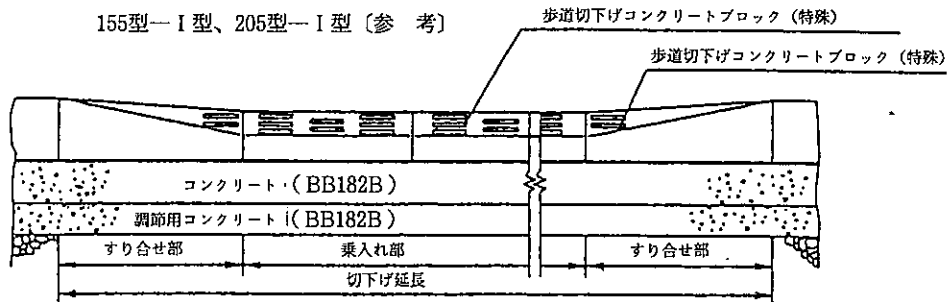 155型—Ⅰ型、205型—Ⅰ型〔参 考〕
歩道切下げコンクリートブロック(特殊)
歩道切下げコンクリートブロック(特殊)
コンクリート (BB182B)
調節用コンクリート (BB182B)
すり合せ部 乗入れ部 すり合せ部
切下げ延長